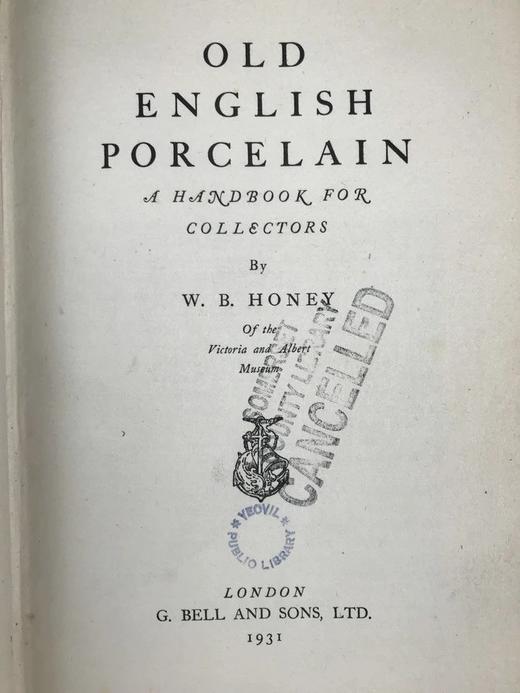 OLD
ENGLISH
PORCELAIN
A HANDBOOK FOR
COLLECTORS
By
W. B. HONEY
Of the
Victoria and Albert
Museum
SOMERSET
COUNTY LIBRARY
CANCELLED
* YEOVIL *
PUBLIC LIBRARY
LONDON
G. BELL AND SONS, LTD.
1931